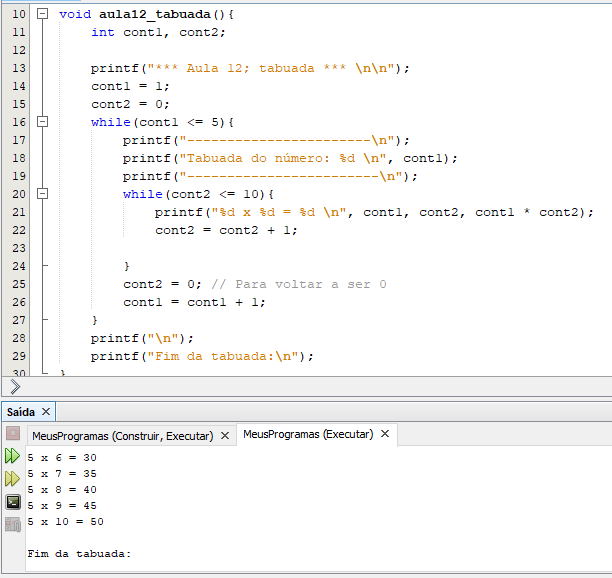 10 void aula12_tabuada(){
11 int cont1, cont2;
12
13 printf("*** Aula 12; tabuada *** \n\n");
14 cont1 = 1;
15 cont2 = 0;
16 while(cont1 <= 5){
17 printf("-----------------------\n");
18 printf("Tabuada do número: %d \n", cont1);
19 printf("------------------------\n");
20 while(cont2 <= 10){
21 printf("%d x %d = %d \n", cont1, cont2, cont1 * cont2);
22 cont2 = cont2 + 1;
23
24 }
25 cont2 = 0; // Para voltar a ser 0
26 cont1 = cont1 + 1;
27 }
28 printf("\n");
29 printf("Fim da tabuada:\n");
30 }
Saída ×
MeusProgramas (Construir, Executar) × MeusProgramas (Executar) ×
5 x 6 = 30
5 x 7 = 35
5 x 8 = 40
5 x 9 = 45
5 x 10 = 50
Fim da tabuada: